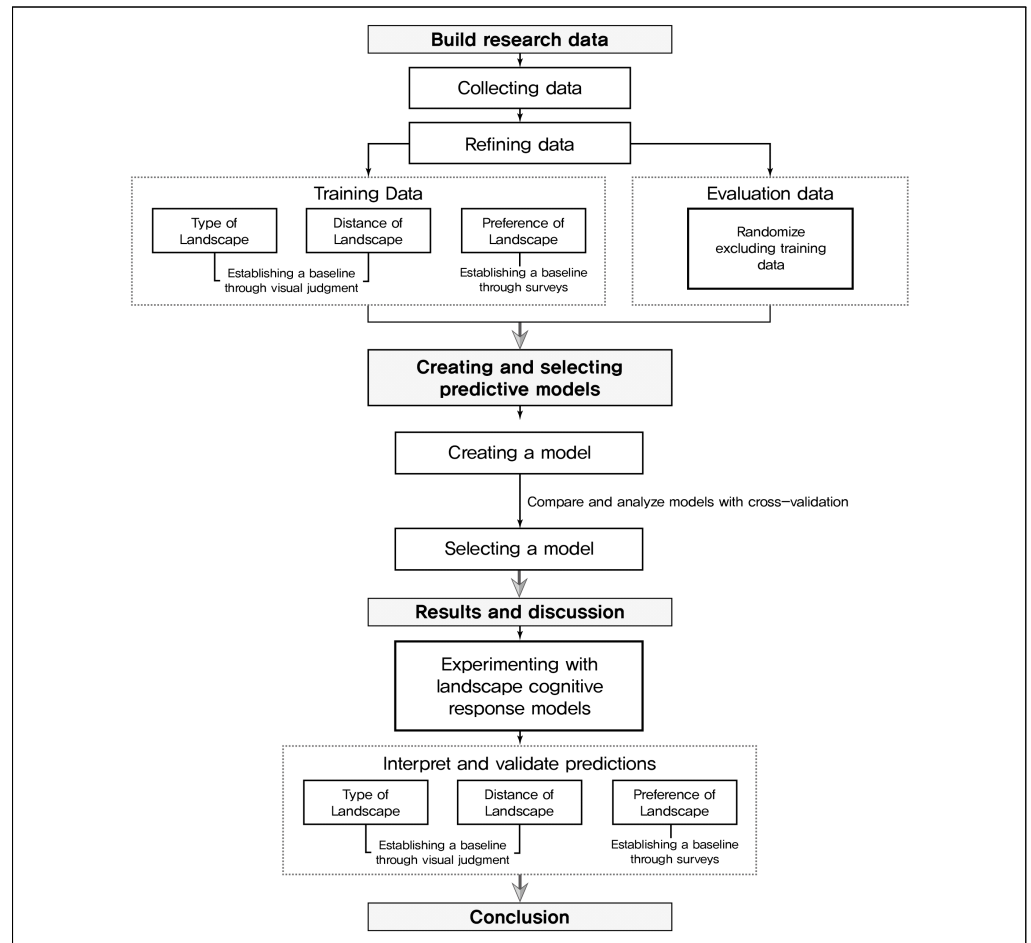 Build research data
Collecting data
Refining data
Training Data
Type of
Landscape
Distance of
Landscape
Preference of
Landscape
Establishing a baseline
through visual judgment
Establishing a baseline
through surveys
Evaluation data
Randomize
excluding training
data
Creating and selecting
predictive models
Creating a model
Compare and analyze models with cross-validation
Selecting a model
Results and discussion
Experimenting with
landscape cognitive
response models
Interpret and validate predictions
Type of
Landscape
Distance of
Landscape
Preference of
Landscape
Establishing a baseline
through visual judgment
Establishing a baseline
through surveys
Conclusion